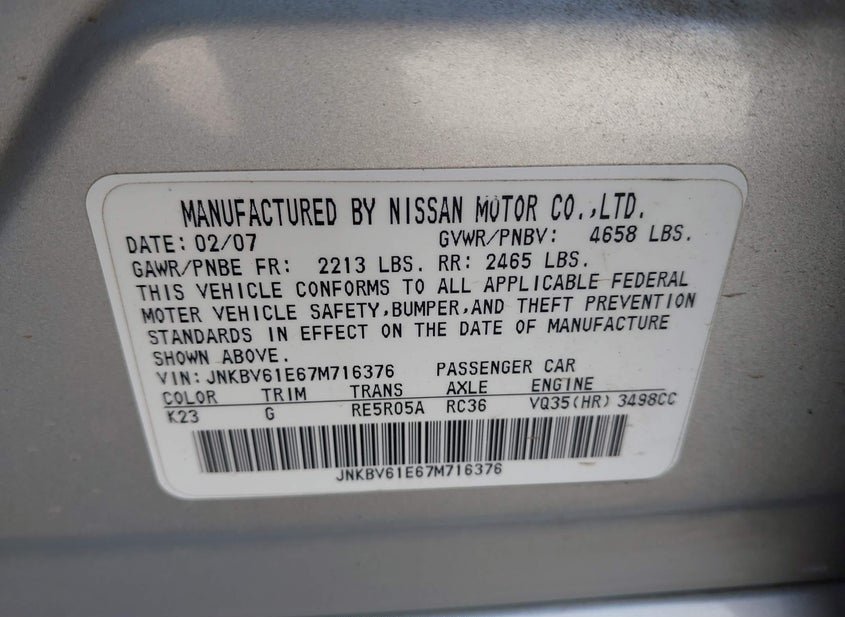 MANUFACTURED BY NISSAN MOTOR CO.,LTD.
DATE: 02/07 GVWR/PNBV: 4658 LBS.
GAWR/PNBE FR: 2213 LBS. RR: 2465 LBS.
THIS VEHICLE CONFORMS TO ALL APPLICABLE FEDERAL
MOTER VEHICLE SAFETY,BUMPER,AND THEFT PREVENTION
STANDARDS IN EFFECT ON THE DATE OF MANUFACTURE
SHOWN ABOVE.
VIN: JNKBV61E67M716376 PASSENGER CAR
COLOR TRIM TRANS AXLE ENGINE
K23 G RE5R05A RC36 VQ35(HR) 3498CC
JNKBV61E67M716376